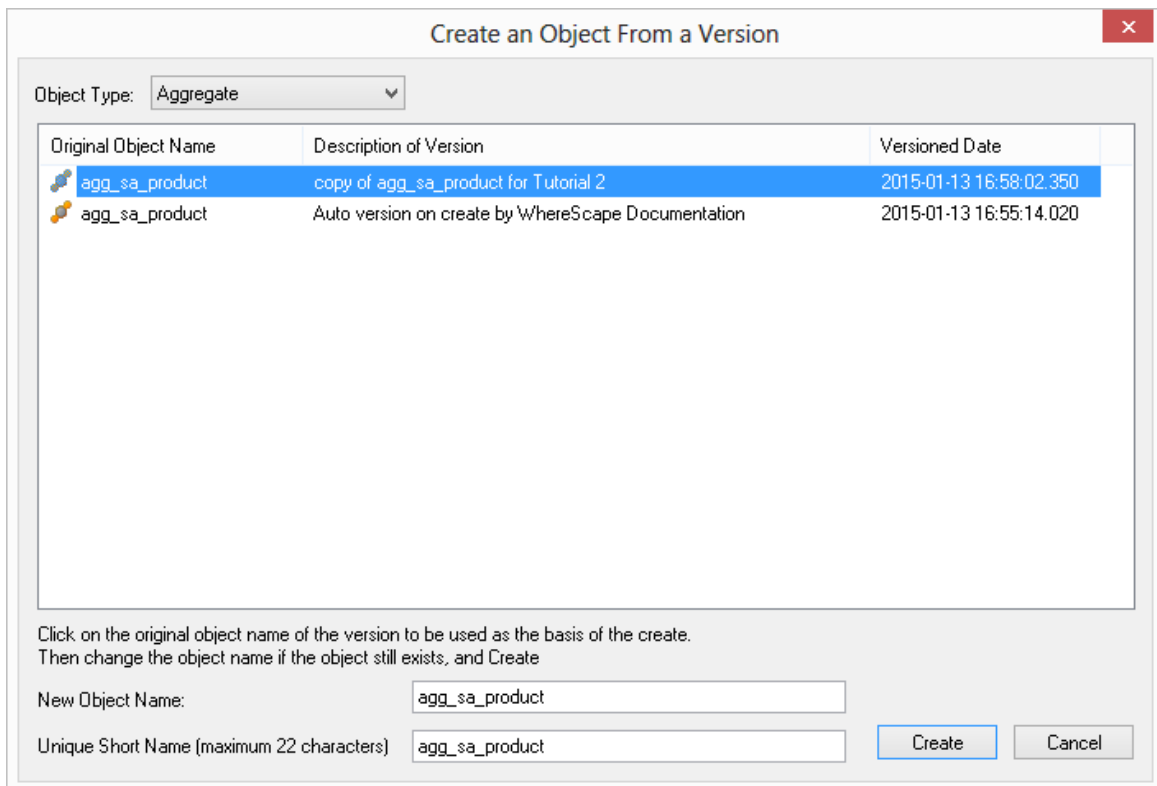 Create an Object From a Version
Object Type: Aggregate
Original Object Name Description of Version Versioned Date
agg_sa_product copy of agg_sa_product for Tutorial 2 2015-01-13 16:58:02.350
agg_sa_product Auto version on create by WhereScape Documentation 2015-01-13 16:55:14.020
Click on the original object name of the version to be used as the basis of the create.
Then change the object name if the object still exists, and Create
New Object Name: agg_sa_product
Unique Short Name (maximum 22 characters) agg_sa_product Create Cancel